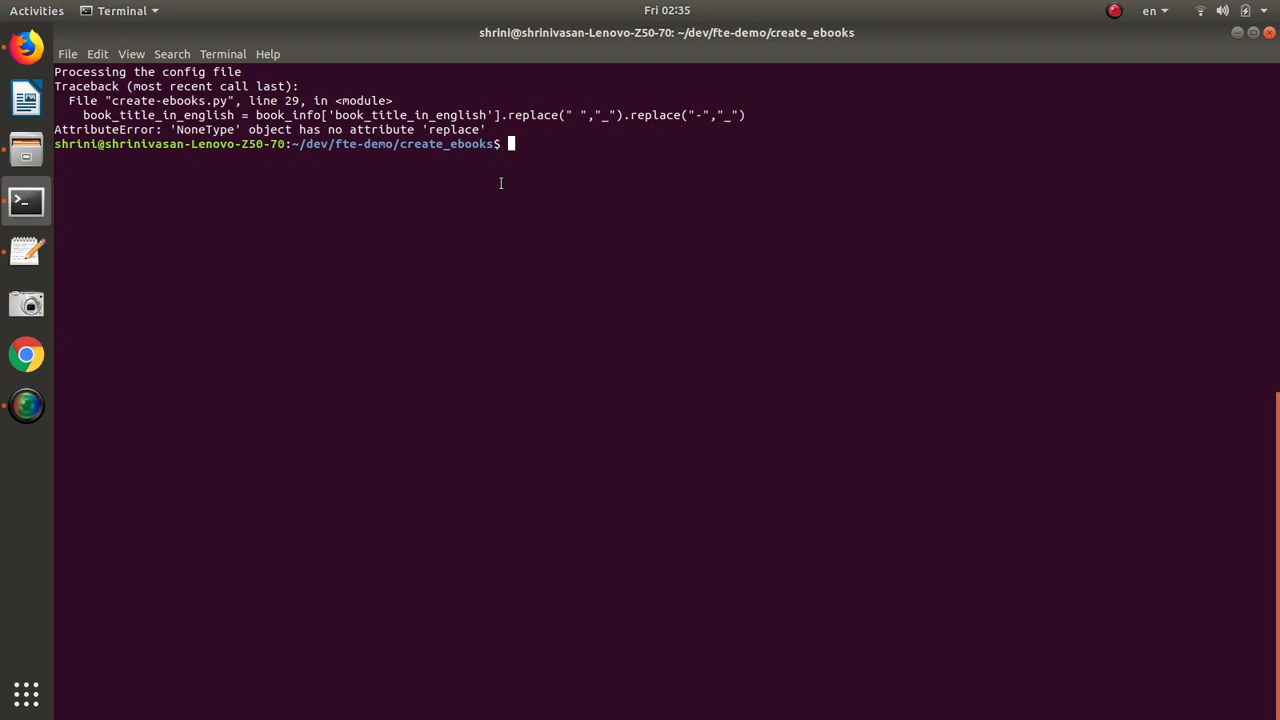 Activities Terminal Fri 02:35 en
shrini@shrinivasan-Lenovo-Z50-70: ~/dev/fte-demo/create_ebooks
File Edit View Search Terminal Help
Processing the config file
Traceback (most recent call last):
  File "create-ebooks.py", line 29, in <module>
    book_title_in_english = book_info['book_title_in_english'].replace(" ","_").replace("-","_")
AttributeError: 'NoneType' object has no attribute 'replace'
shrini@shrinivasan-Lenovo-Z50-70:~/dev/fte-demo/create_ebooks$